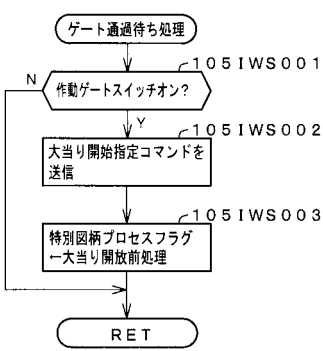 ゲート通過待ち処理
105IWS001
N
作動ゲートスイッチオン?
Y
105IWS002
大当り開始指定コマンドを
送信
105IWS003
特別図柄プロセスフラグ
←大当り開放前処理
RET